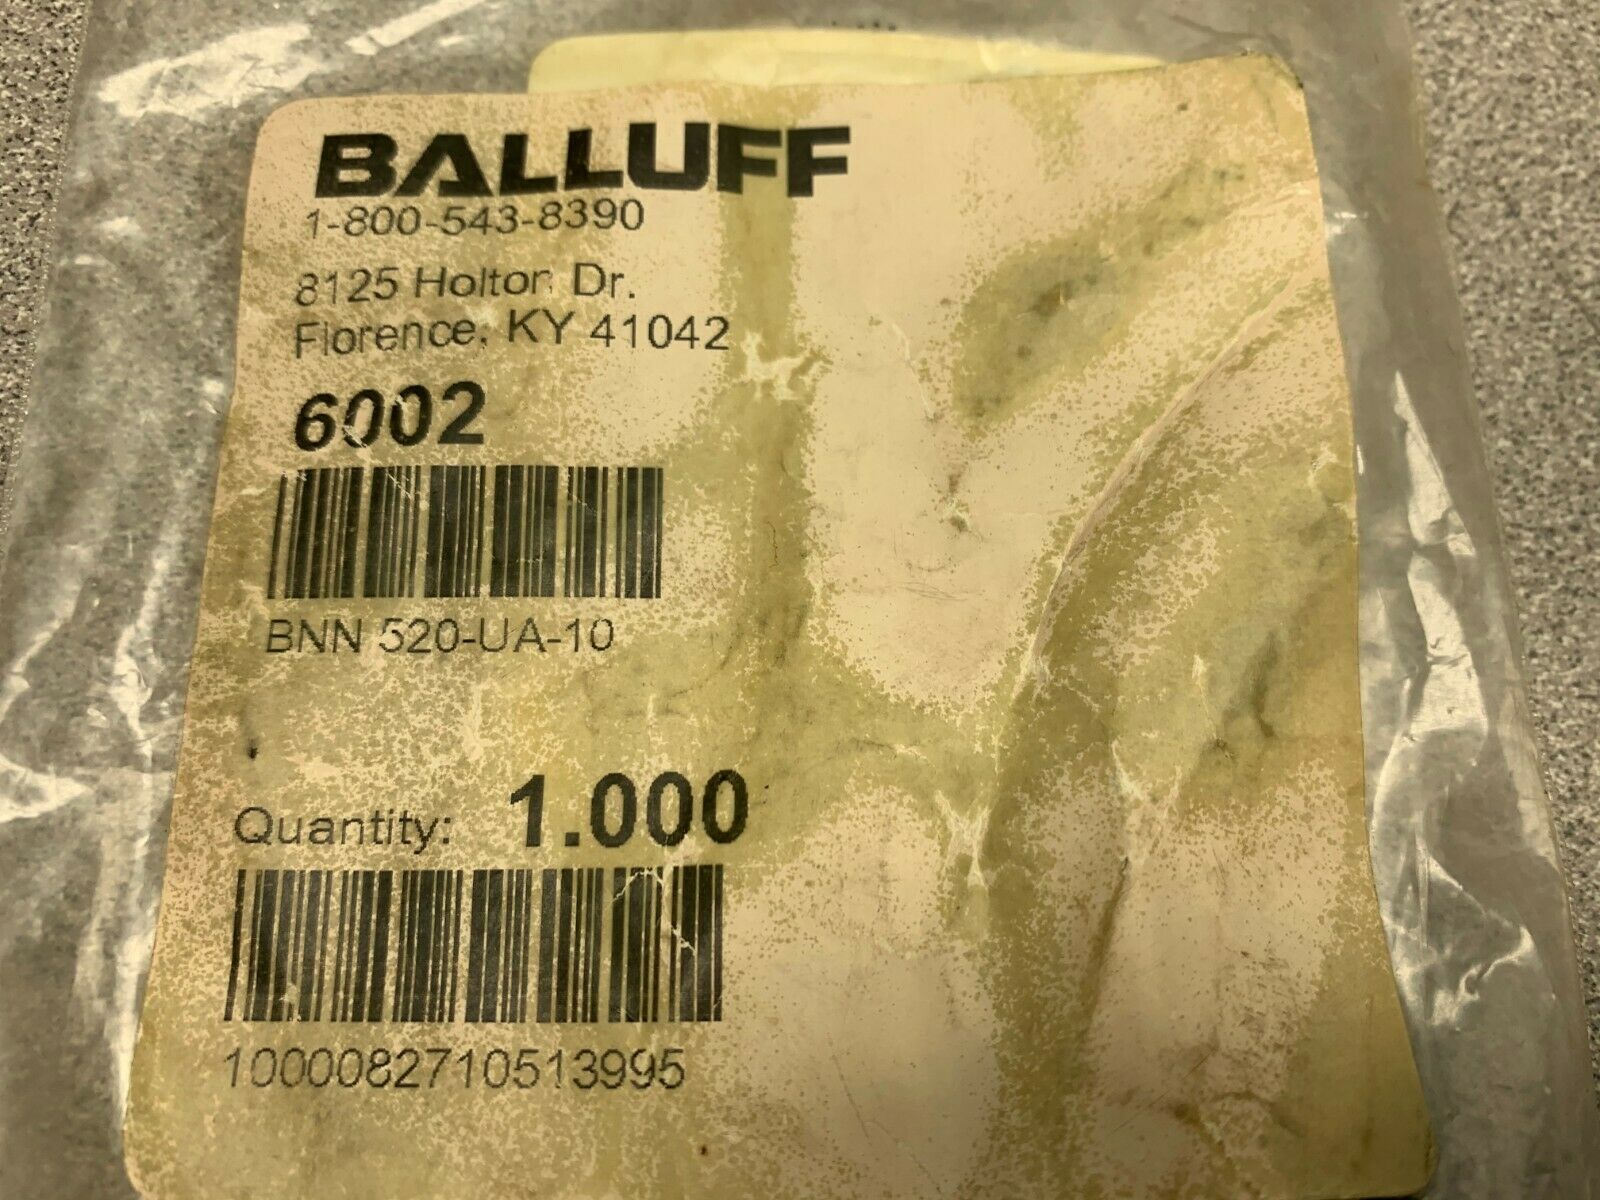 BALLUFF
1-800-543-8390
8125 Holton Dr.
Florence, KY 41042
6002
BNN 520-UA-10
Quantity: 1.000
1000082710513995